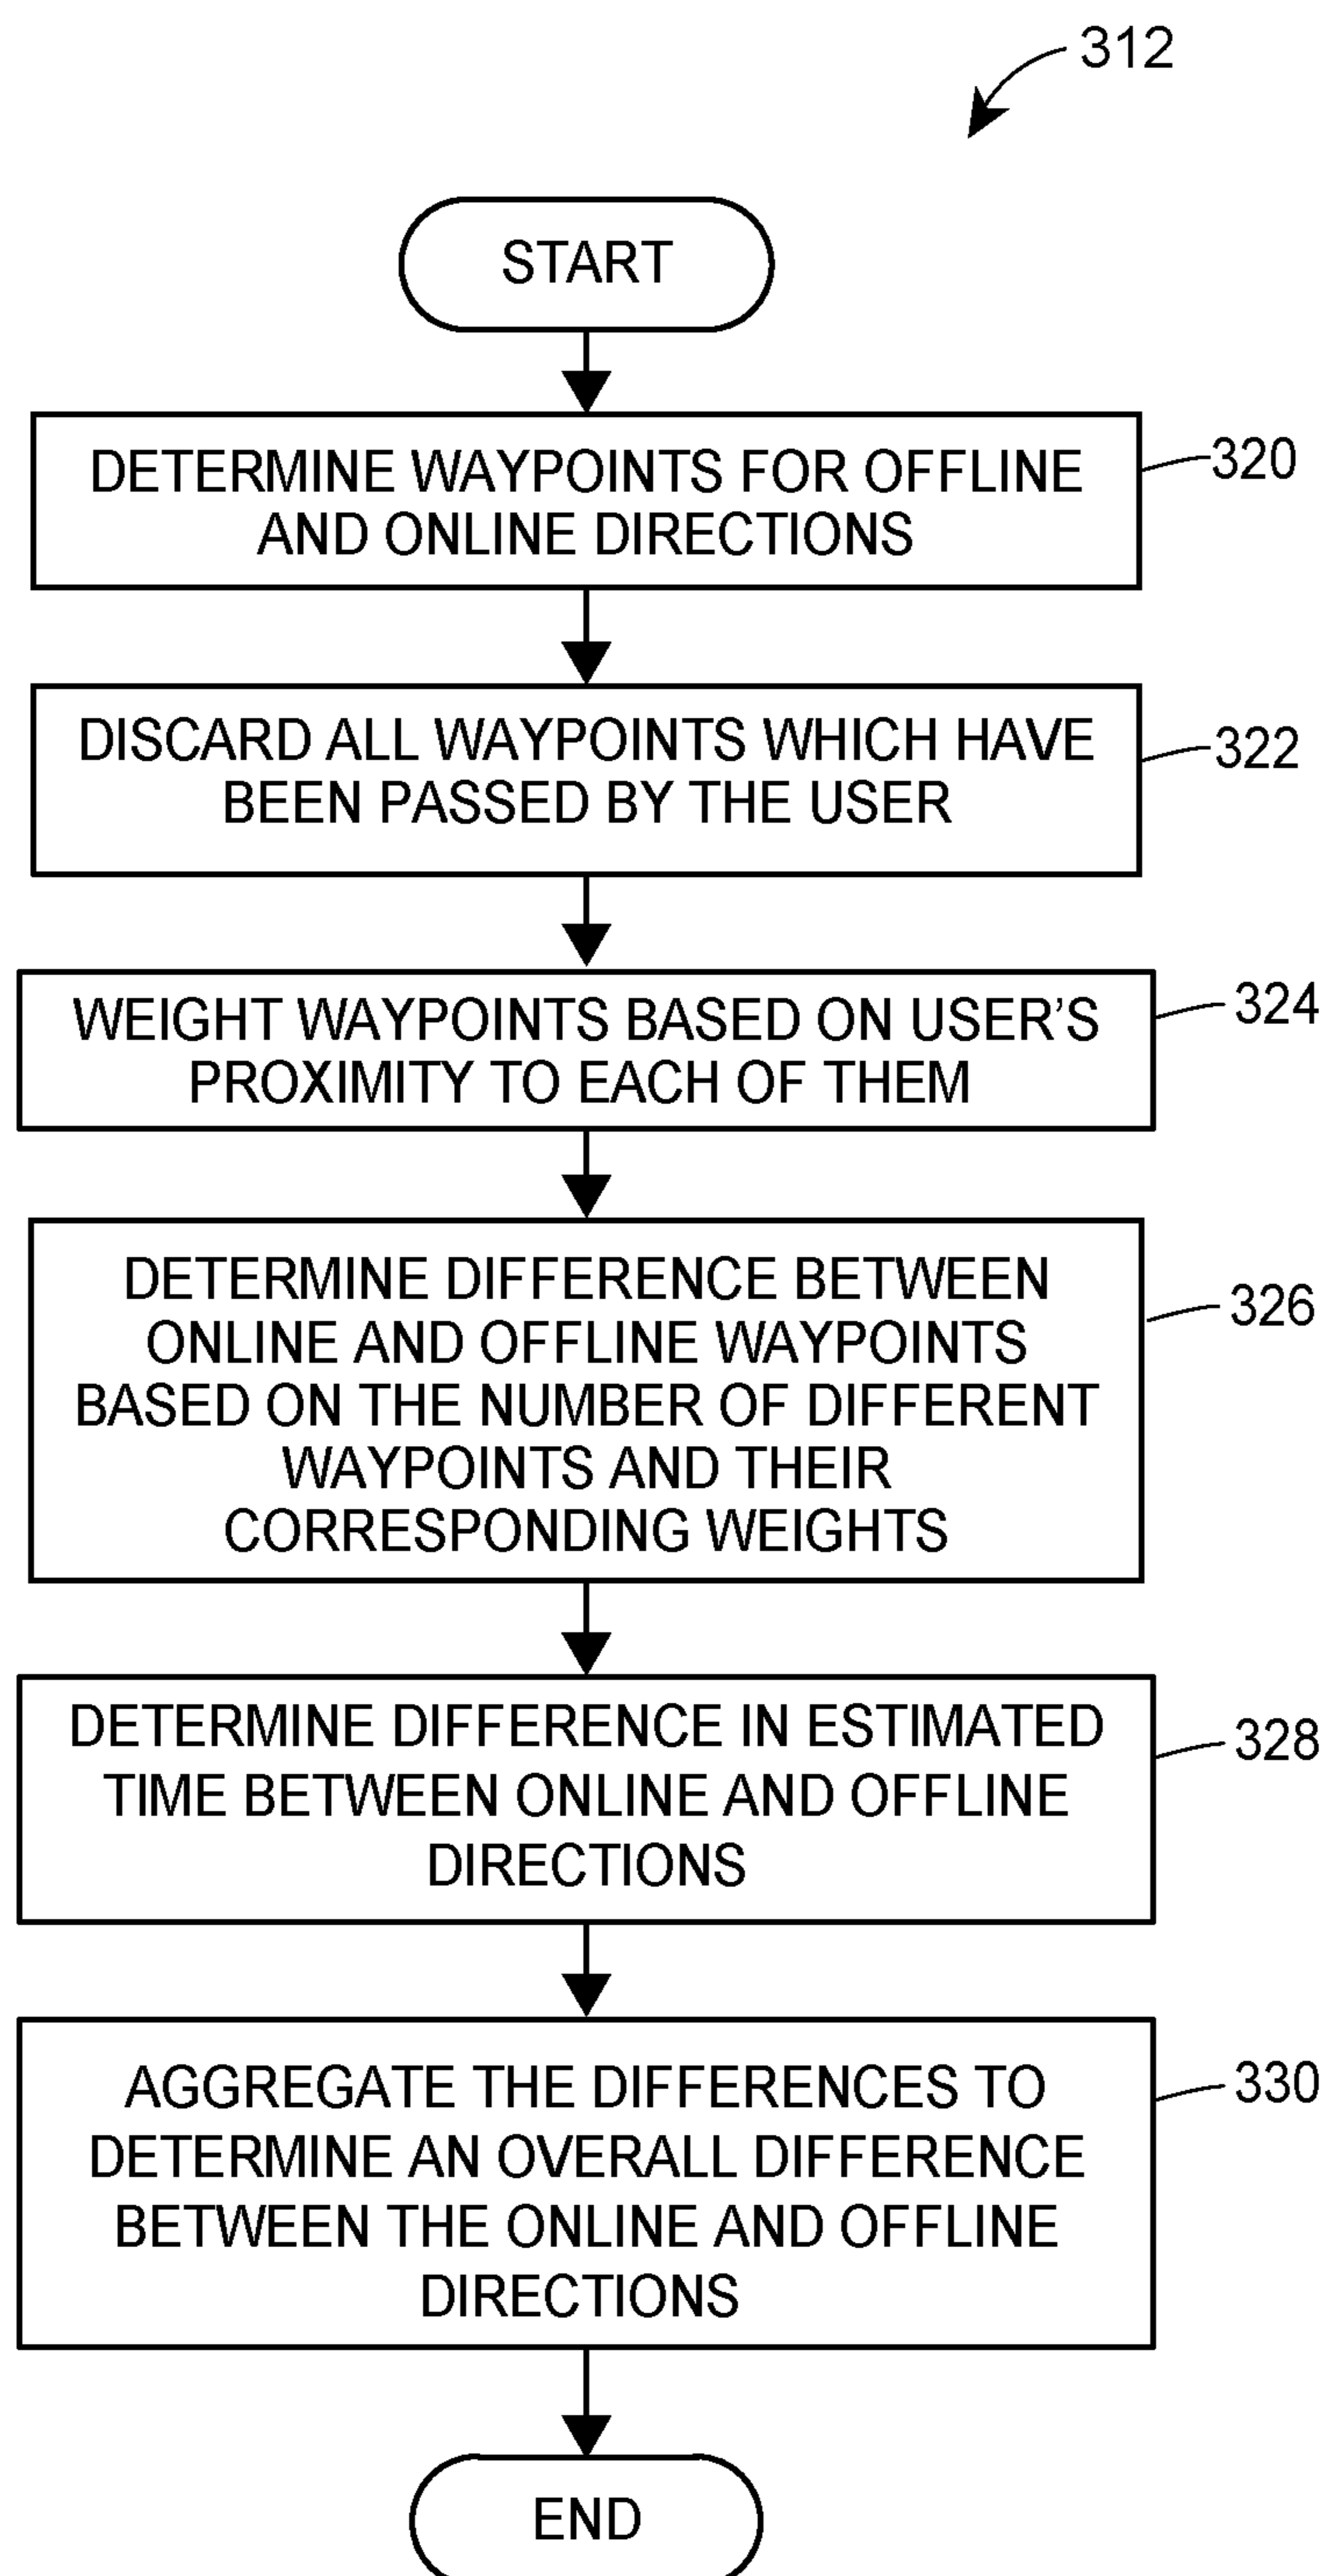 312
START
DETERMINE WAYPOINTS FOR OFFLINE
AND ONLINE DIRECTIONS
320
DISCARD ALL WAYPOINTS WHICH HAVE
BEEN PASSED BY THE USER
322
WEIGHT WAYPOINTS BASED ON USER’S
PROXIMITY TO EACH OF THEM
324
DETERMINE DIFFERENCE BETWEEN
ONLINE AND OFFLINE WAYPOINTS
BASED ON THE NUMBER OF DIFFERENT
WAYPOINTS AND THEIR
CORRESPONDING WEIGHTS
326
DETERMINE DIFFERENCE IN ESTIMATED
TIME BETWEEN ONLINE AND OFFLINE
DIRECTIONS
328
AGGREGATE THE DIFFERENCES TO
DETERMINE AN OVERALL DIFFERENCE
BETWEEN THE ONLINE AND OFFLINE
DIRECTIONS
330
END